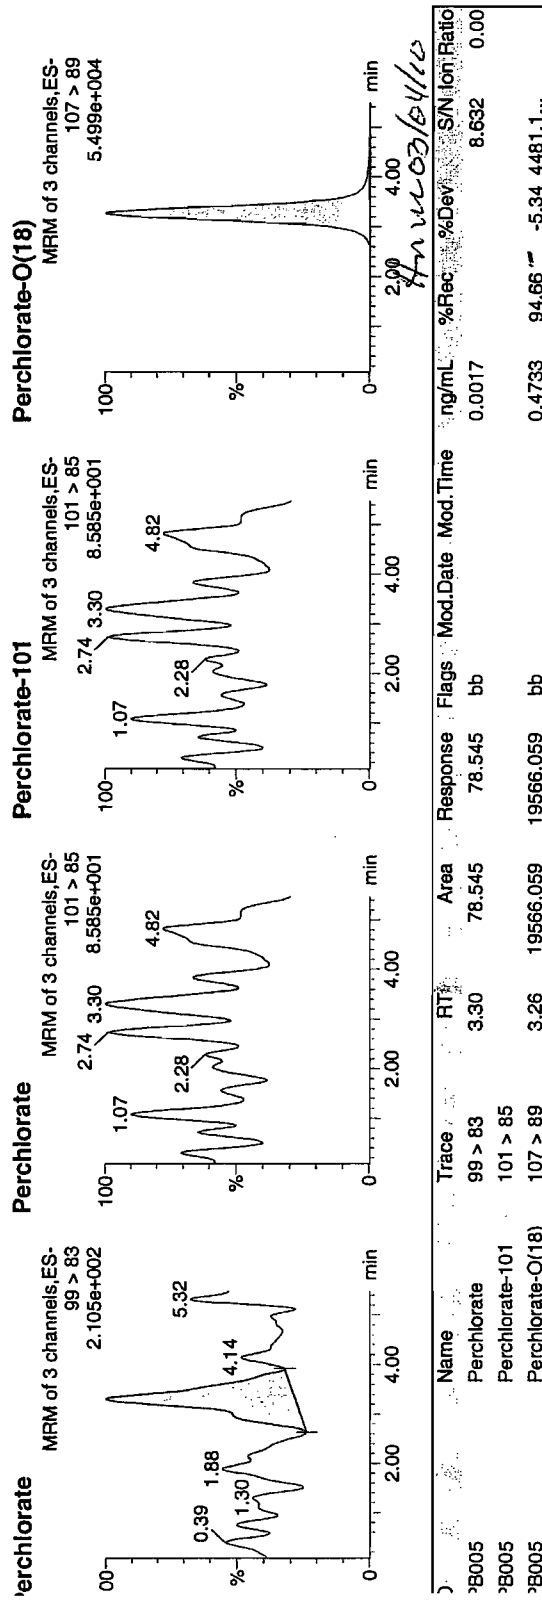 Perchlorate
MRM of 3 channels,ES-
99 > 83
2.105e+002
00
%
0
0.39
1.30
1.88
4.14
5.32
2.00
4.00
min
Perchlorate
MRM of 3 channels,ES-
101 > 85
8.585e+001
100
%
0
1.07
2.28
2.74
3.30
4.82
2.00
4.00
min
Perchlorate-101
MRM of 3 channels,ES-
101 > 85
8.585e+001
100
%
0
1.07
2.28
2.74
3.30
4.82
2.00
4.00
min
Perchlorate-O(18)
MRM of 3 channels,ES-
107 > 89
5.499e+004
100
%
0
2.00
4.00
min
03/04/10
Name Trace RT Area Response Flags Mod.Date Mod.Time ng/mL %Rec %Dev S/N Ion Ratio
PB005 Perchlorate 99 > 83 3.30 78.545 78.545 bb 0.0017 8.632 0.00
PB005 Perchlorate-101 101 > 85
PB005 Perchlorate-O(18) 107 > 89 3.26 19566.059 19566.059 bb 0.4733 94.66 -5.34 4481.1...